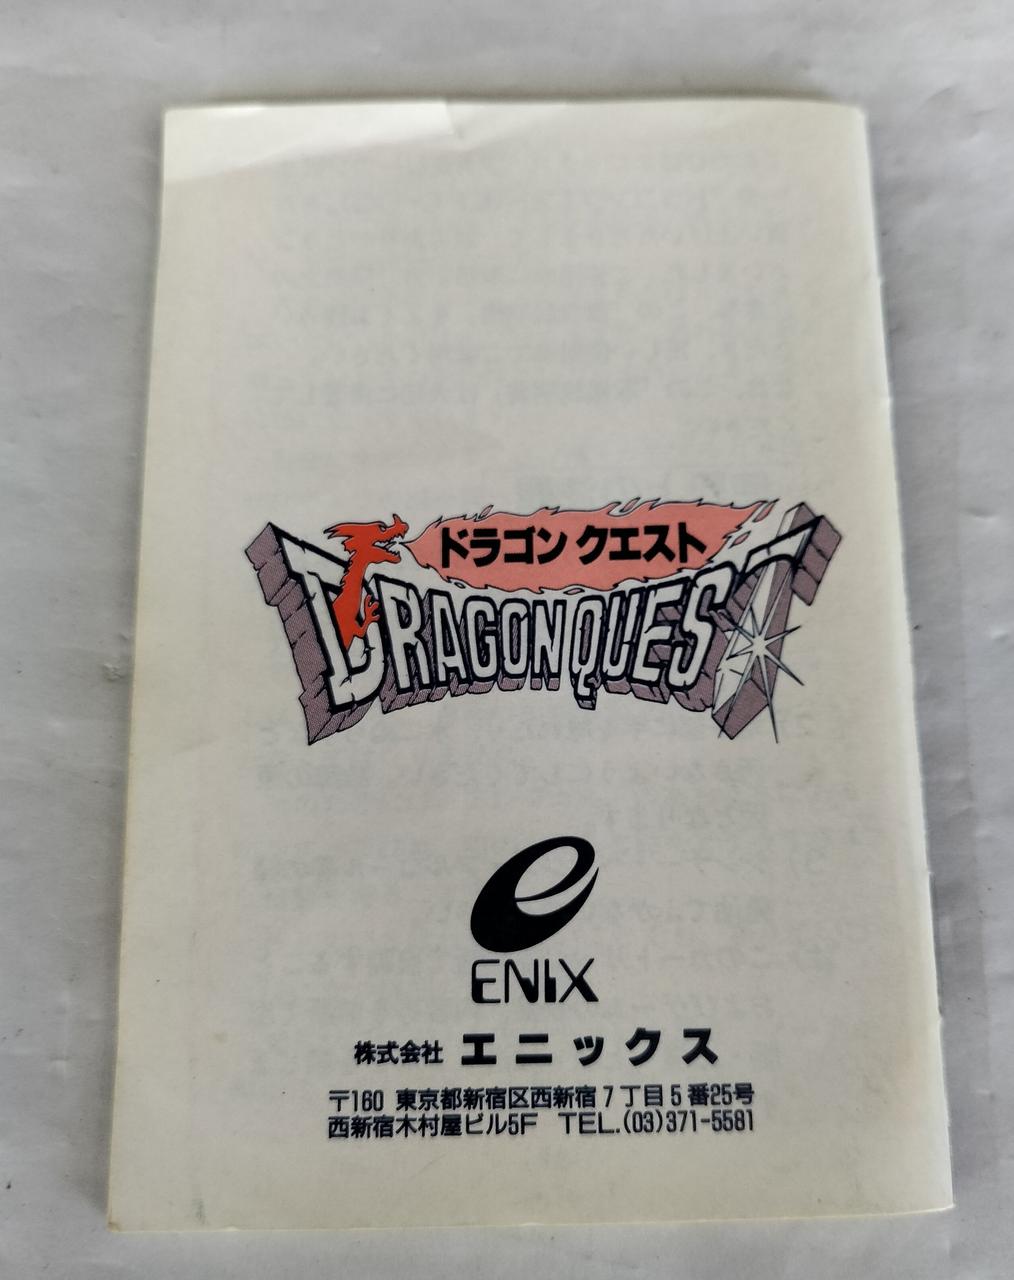 ドラゴンクエスト
DRAGON QUEST
ENIX
株式会社 エニックス
〒160 東京都新宿区西新宿7丁目5番25号
西新宿木村屋ビル5F TEL.(03)371-5581